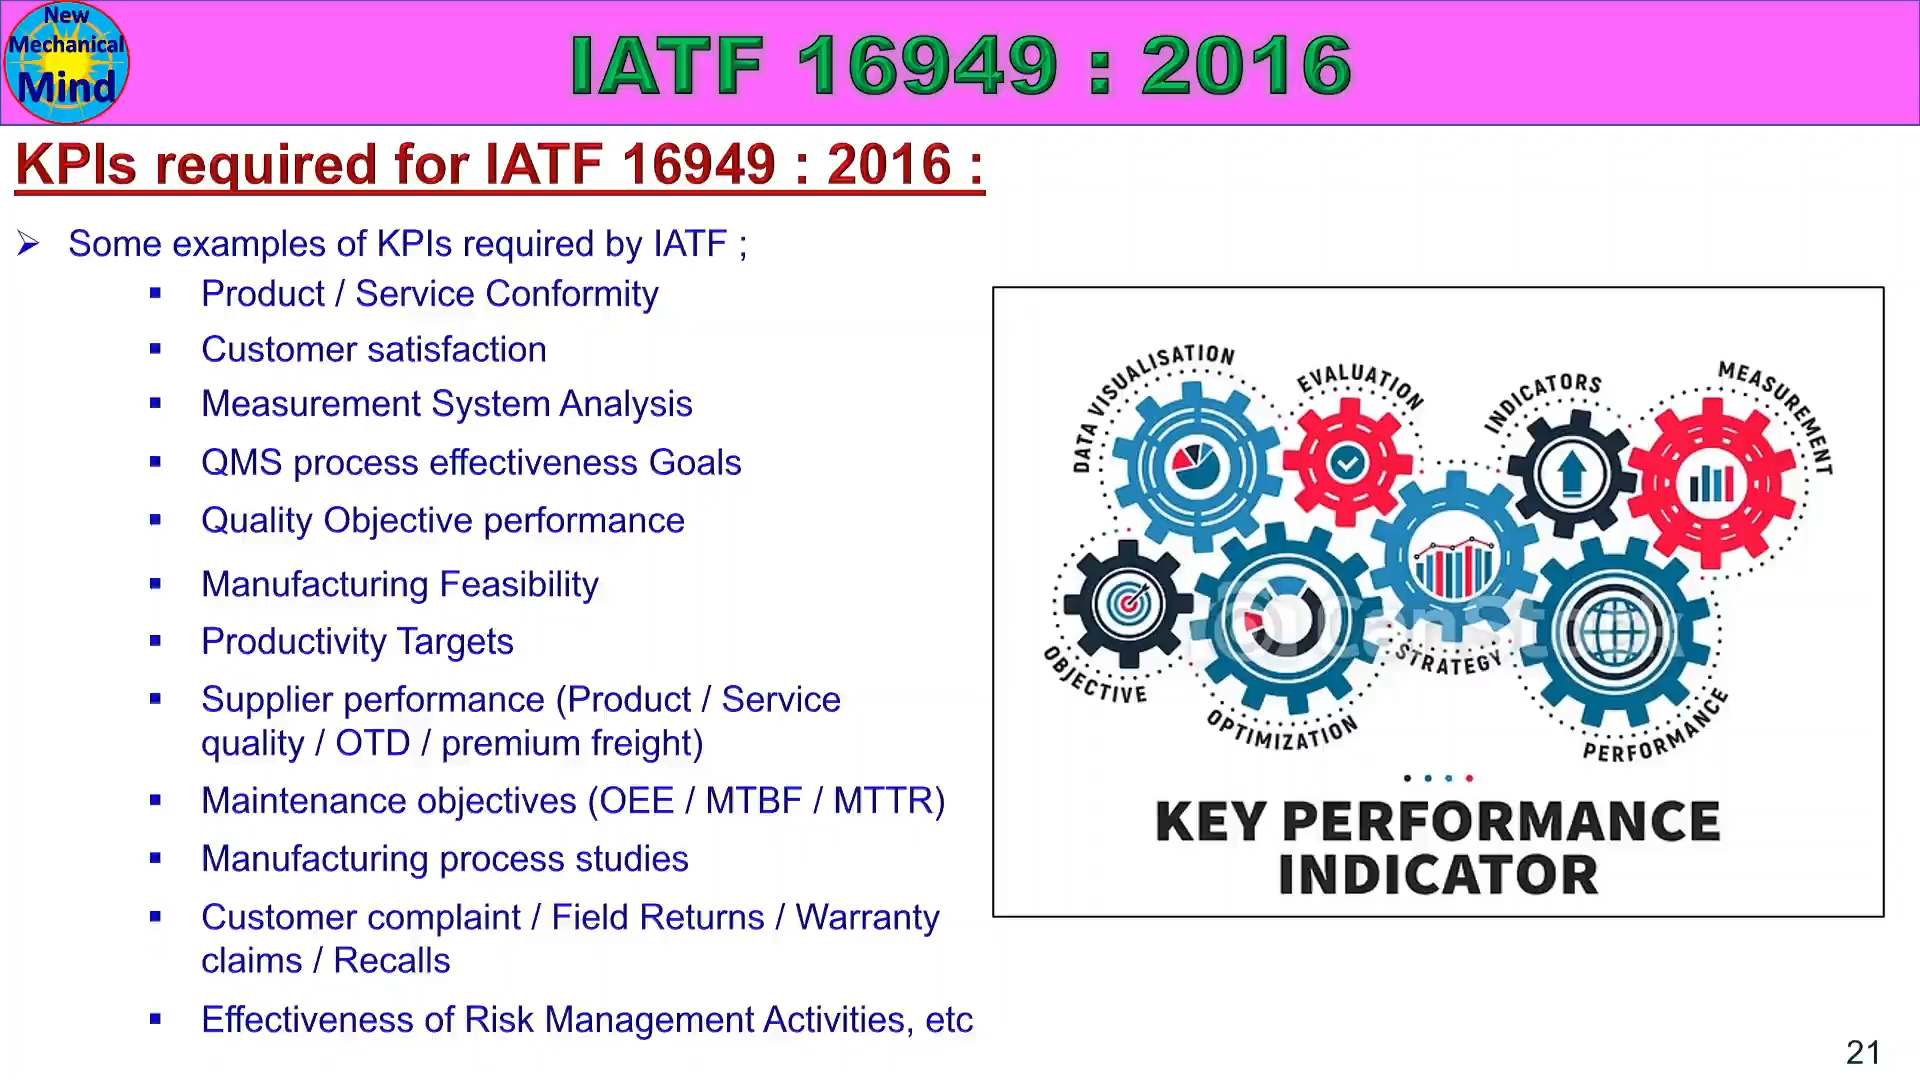 New
Mechanical
Mind
IATF 16949 : 2016
KPIs required for IATF 16949 : 2016 :
Some examples of KPIs required by IATF ;
Product / Service Conformity
Customer satisfaction
Measurement System Analysis
QMS process effectiveness Goals
Quality Objective performance
Manufacturing Feasibility
Productivity Targets
Supplier performance (Product / Service
quality / OTD / premium freight)
Maintenance objectives (OEE / MTBF / MTTR)
Manufacturing process studies
Customer complaint / Field Returns / Warranty
claims / Recalls
Effectiveness of Risk Management Activities, etc
DATA VISUALISATION
EVALUATION
INDICATORS
MEASUREMENT
OBJECTIVE
OPTIMIZATION
STRATEGY
PERFORMANCE
KEY PERFORMANCE
INDICATOR
21